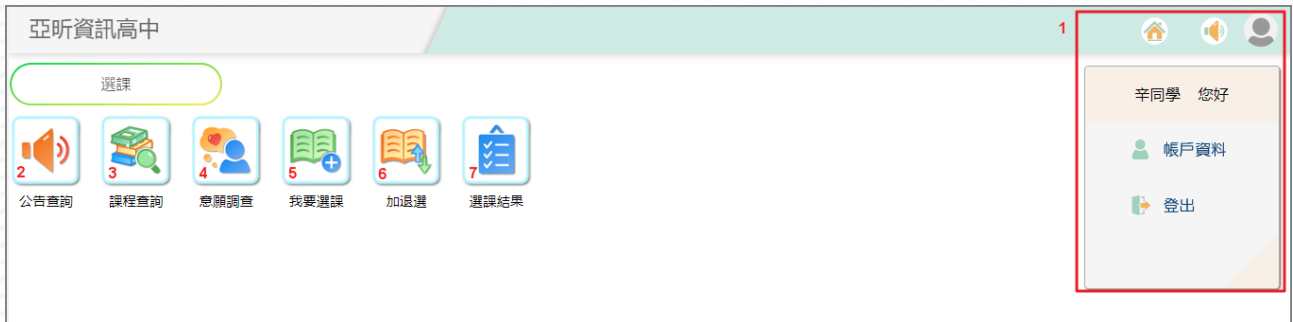 亞昕資訊高中
1
選課
辛同學 您好
帳戶資料
登出
2 3 4 5 6 7
公告查詢 課程查詢 意願調查 我要選課 加退選 選課結果